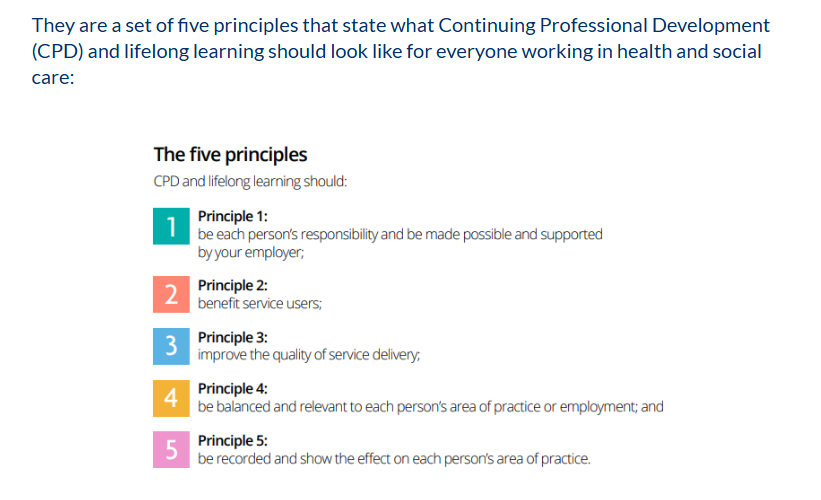 They are a set of five principles that state what Continuing Professional Development
(CPD) and lifelong learning should look like for everyone working in health and social
care:
The five principles
CPD and lifelong learning should:
1
Principle 1:
be each person's responsibility and be made possible and supported
by your employer;
2
Principle 2:
benefit service users;
3
Principle 3:
improve the quality of service delivery;
4
Principle 4:
be balanced and relevant to each person's area of practice or employment; and
5
Principle 5:
be recorded and show the effect on each person's area of practice.